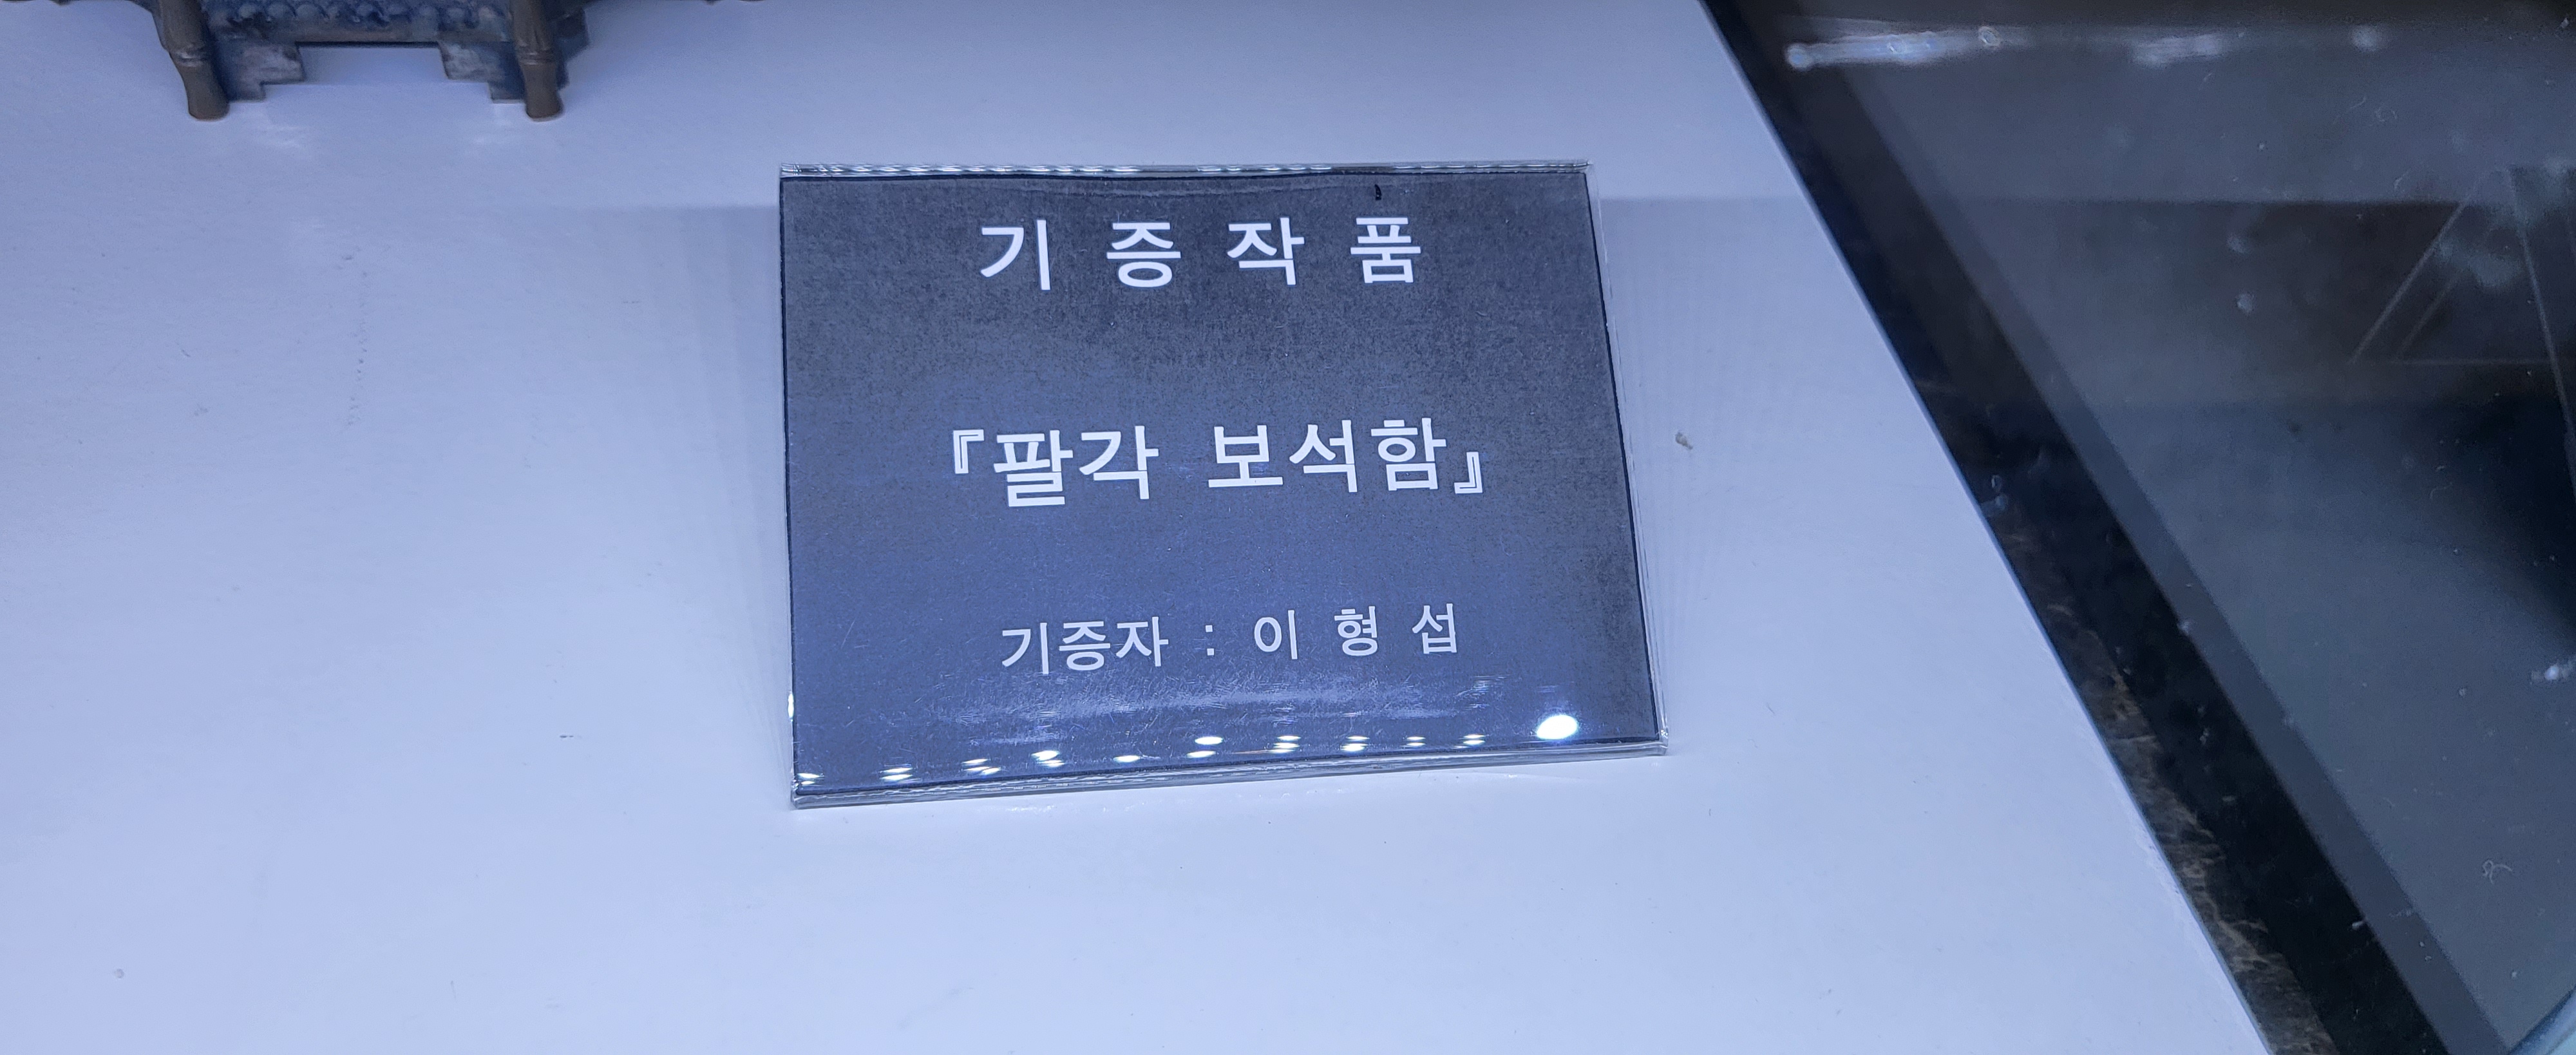 기 증 작 품
『팔각 보석함』
기증자 : 이 형 섭